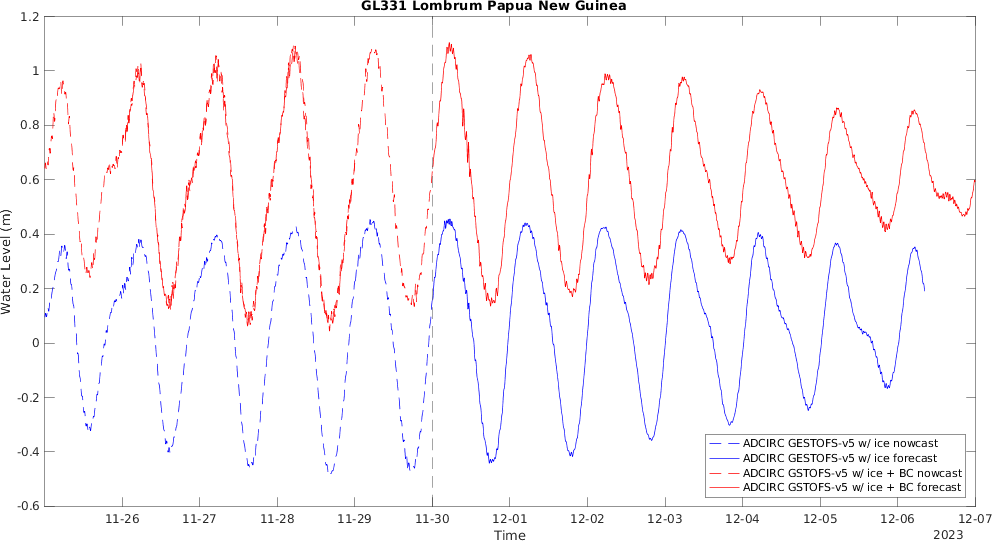 GL331 Lombrum Papua New Guinea
Water Level (m)
1.2
1
0.8
0.6
0.4
0.2
0
-0.2
-0.4
-0.6
ADCIRC GESTOFS-v5 w/ ice nowcast
ADCIRC GESTOFS-v5 w/ ice forecast
ADCIRC GSTOFS-v5 w/ ice + BC nowcast
ADCIRC GSTOFS-v5 w/ ice + BC forecast
11-26 11-27 11-28 11-29 11-30 12-01 12-02 12-03 12-04 12-05 12-06 12-07
Time
2023